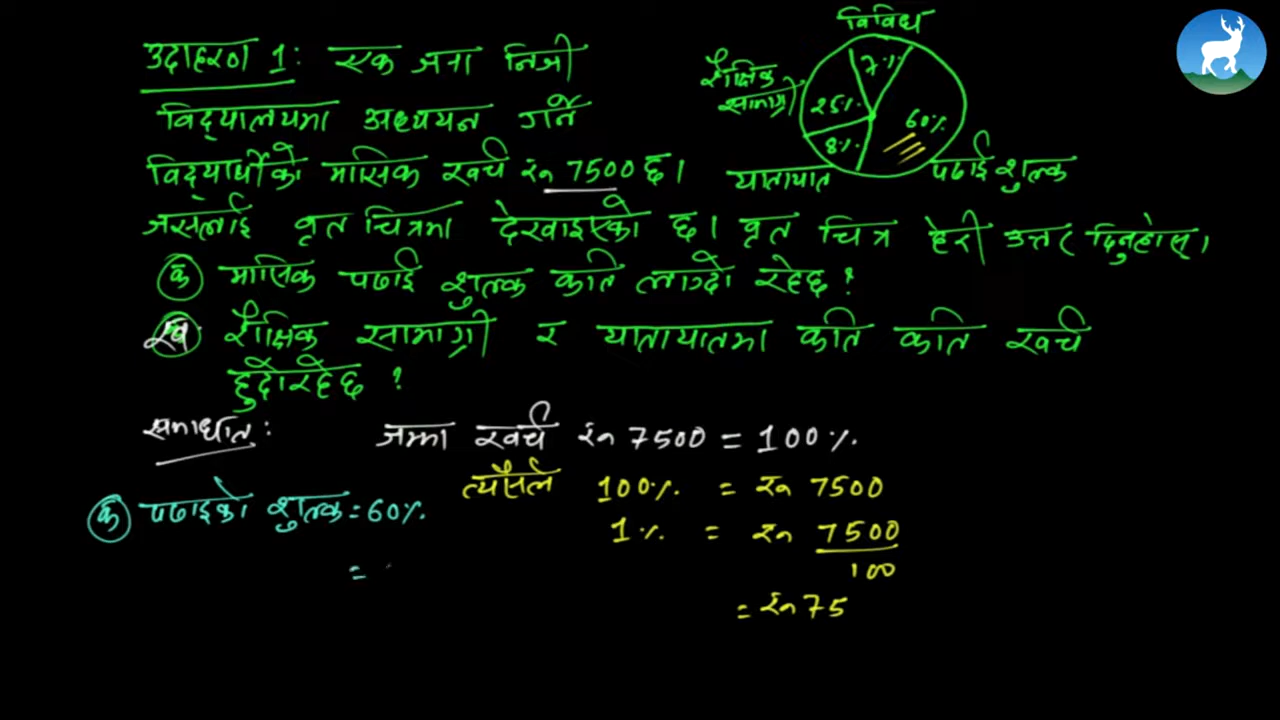 विविध
उदाहरण 1: एक जना निजी
7%
शैक्षिक
सामाग्री
25%
60%
8%
विद्यालयमा अध्ययन गर्ने
विद्यार्थीको मासिक खर्च रु 7500 छ।
यातायात
पढाई शुल्क
जसलाई वृत चित्रमा देखाइएको छ। वृत चित्र हेरी उत्तर दिनुहोस्।
क मासिक पढाई शुल्क कति लाग्दो रहेछ ?
ख शैक्षिक सामाग्री र यातायातमा कति कति खर्च
हुदोरहेछ ?
समाधान: जम्मा खर्च रु 7500 = 100%.
त्यसैले 100% = रु 7500
क पढाइको शुल्क = 60%.
1% = रु 7500
100
=
= रु 75